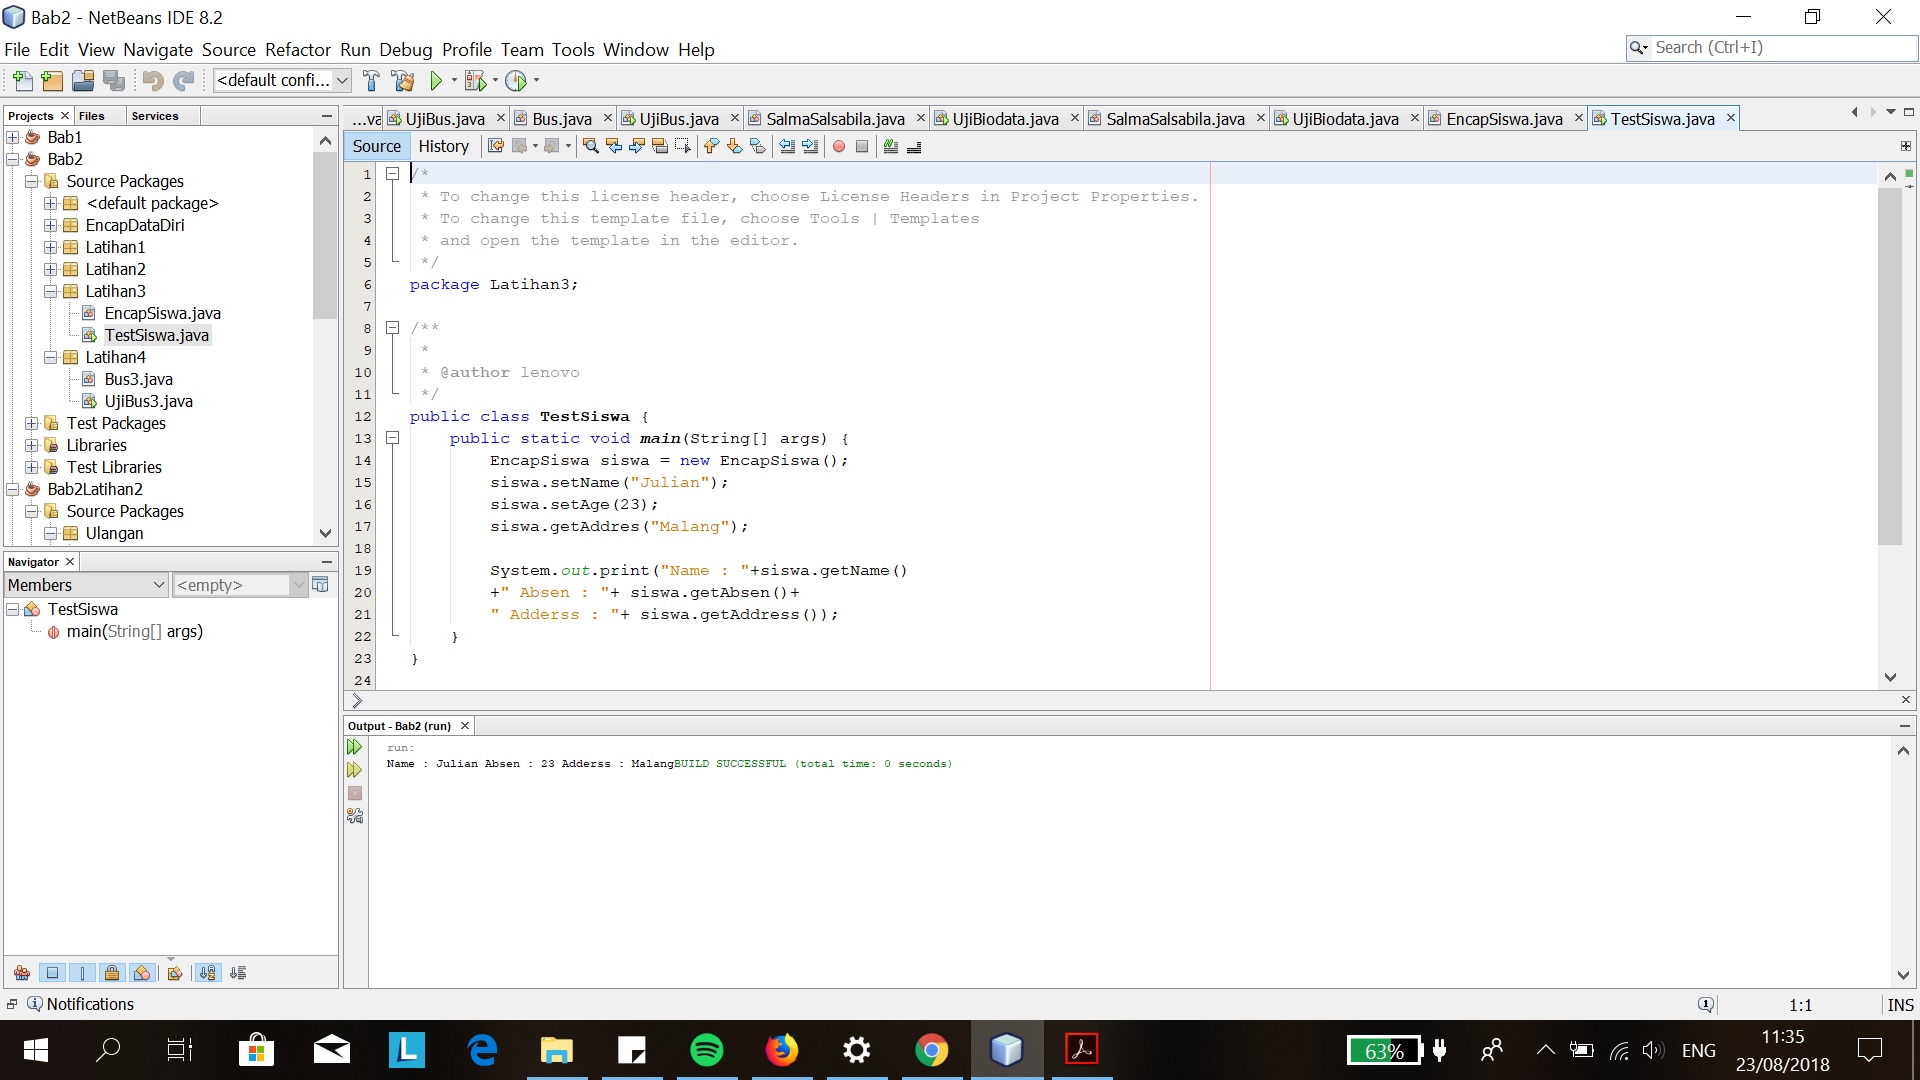 Bab2 - NetBeans IDE 8.2
File Edit View Navigate Source Refactor Run Debug Profile Team Tools Window Help
Search (Ctrl+I)
<default confi...
Projects Files Services
Bab1
Bab2
Source Packages
<default package>
EncapDataDiri
Latihan1
Latihan2
Latihan3
EncapSiswa.java
TestSiswa.java
Latihan4
Bus3.java
UjiBus3.java
Test Packages
Libraries
Test Libraries
Bab2Latihan2
Source Packages
Ulangan
Navigator
Members <empty>
TestSiswa
main(String[] args)
...va UjiBus.java Bus.java UjiBus.java SalmaSalsabila.java UjiBiodata.java SalmaSalsabila.java UjiBiodata.java EncapSiswa.java TestSiswa.java
Source History
1 /*
2 * To change this license header, choose License Headers in Project Properties.
3 * To change this template file, choose Tools | Templates
4 * and open the template in the editor.
5 */
6 package Latihan3;
7
8 /**
9 *
10 * @author lenovo
11 */
12 public class TestSiswa {
13 public static void main(String[] args) {
14 EncapSiswa siswa = new EncapSiswa();
15 siswa.setName("Julian");
16 siswa.setAge(23);
17 siswa.getAddres("Malang");
18
19 System.out.print("Name : "+siswa.getName()
20 +" Absen : "+ siswa.getAbsen()+
21 " Adderss : "+ siswa.getAddress());
22 }
23 }
24
Output - Bab2 (run)
run:
Name : Julian Absen : 23 Adderss : MalangBUILD SUCCESSFUL (total time: 0 seconds)
Notifications
1:1 INS
L
63%
ENG
11:35
23/08/2018